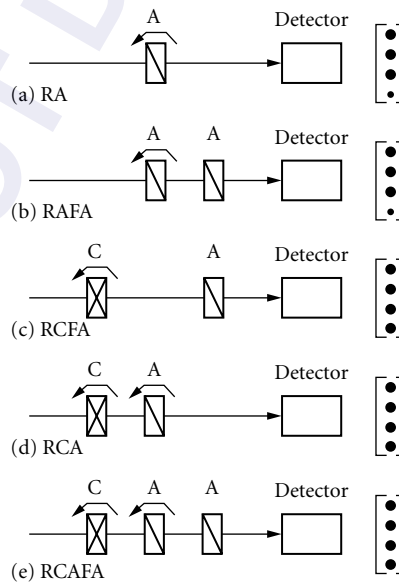 A Detector
(a) RA
A A Detector
(b) RAFA
C A Detector
(c) RCFA
C A Detector
(d) RCA
C A A Detector
(e) RCAFA